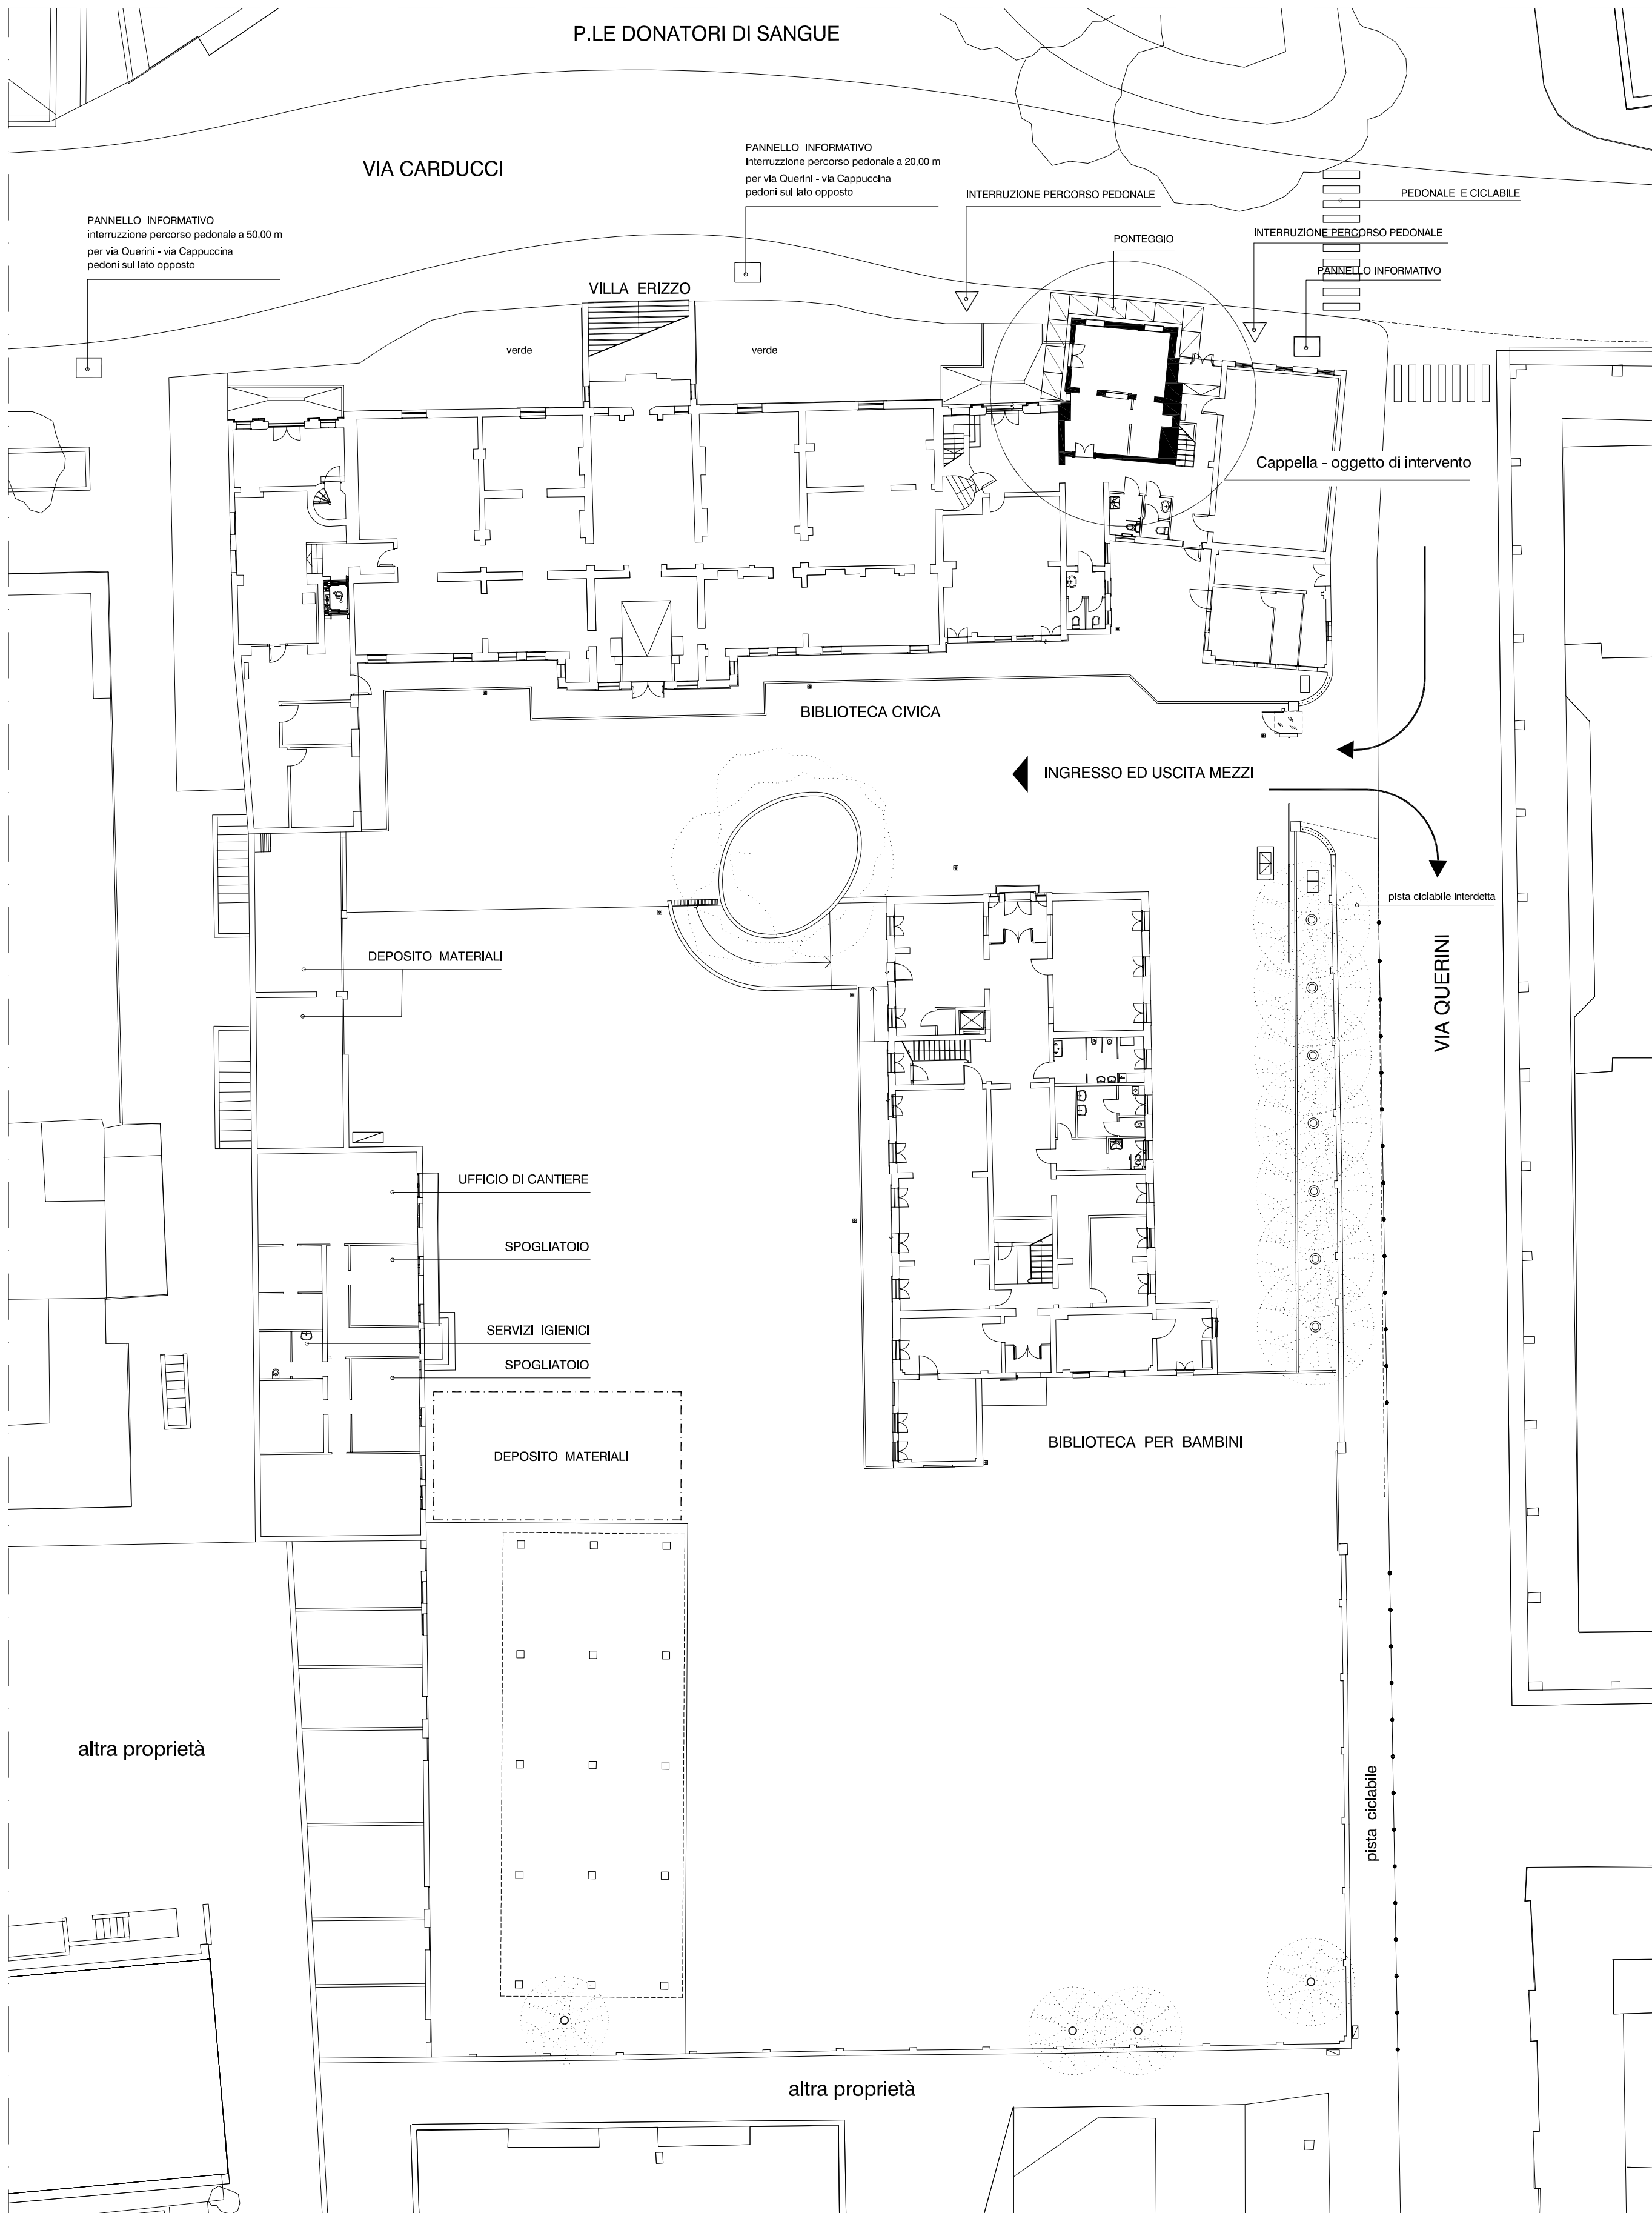 P.LE DONATORI DI SANGUE
VIA CARDUCCI
PANNELLO INFORMATIVO
interruzione percorso pedonale a 20,00 m
per via Querini - via Cappuccina
pedoni sul lato opposto
INTERRUZIONE PERCORSO PEDONALE
PEDONALE E CICLABILE
PANNELLO INFORMATIVO
interruzzione percorso pedonale a 50,00 m
per via Querini - via Cappuccina
pedoni sul lato opposto
PONTEGGIO
INTERRUZIONE PERCORSO PEDONALE
PANNELLO INFORMATIVO
VILLA ERIZZO
verde
verde
Cappella - oggetto di intervento
BIBLIOTECA CIVICA
INGRESSO ED USCITA MEZZI
pista ciclabile interdetta
VIA QUERINI
DEPOSITO MATERIALI
UFFICIO DI CANTIERE
SPOGLIATOIO
SERVIZI IGIENICI
SPOGLIATOIO
DEPOSITO MATERIALI
BIBLIOTECA PER BAMBINI
altra proprietà
pista ciclabile
altra proprietà